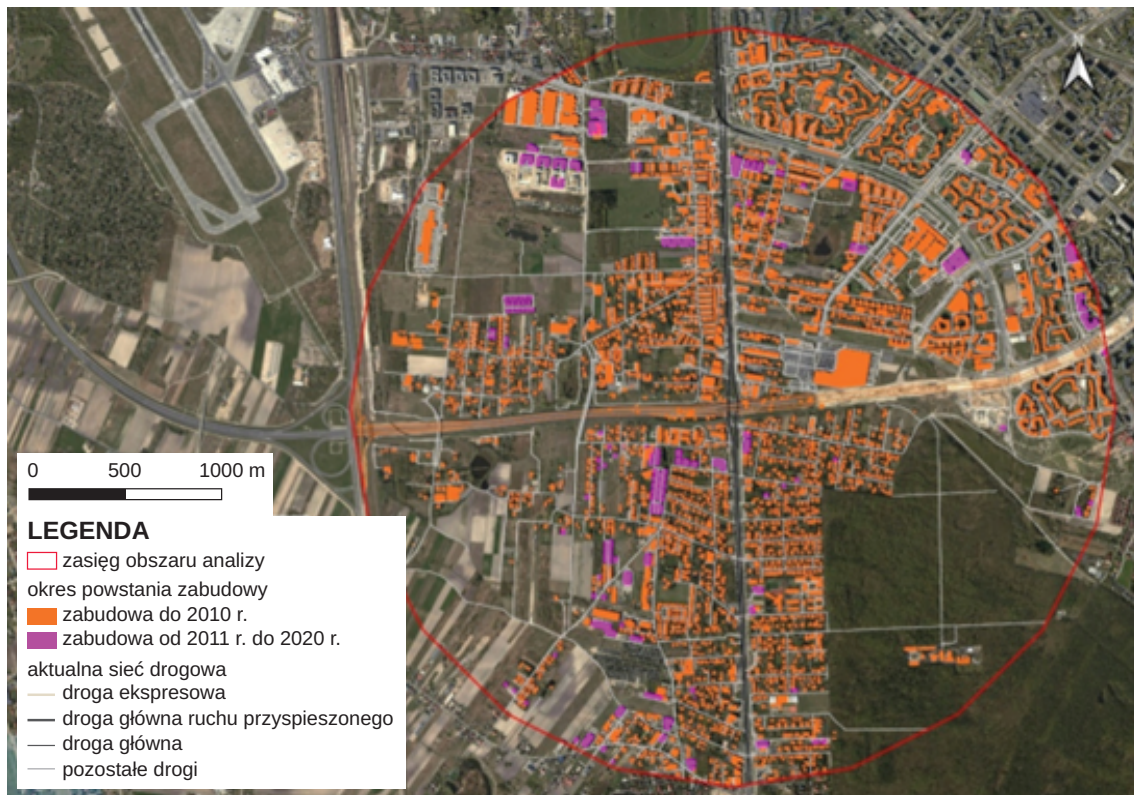 0 500 1000 m
LEGENDA
zasięg obszaru analizy
okres powstania zabudowy
zabudowa do 2010 r.
zabudowa od 2011 r. do 2020 r.
aktualna sieć drogowa
droga ekspresowa
droga główna ruchu przyspieszonego
droga główna
pozostałe drogi